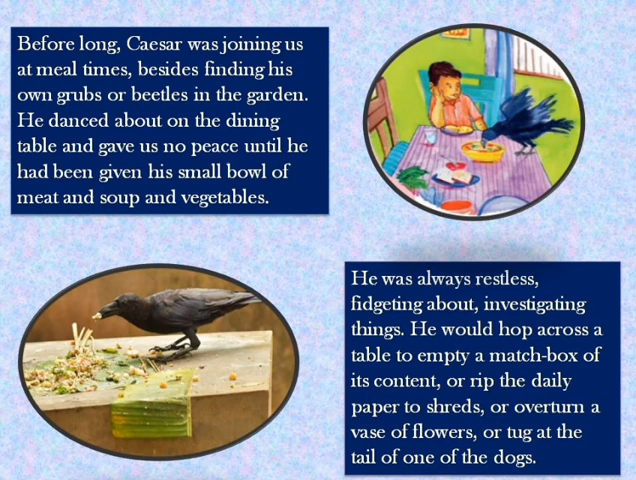 Before long, Caesar was joining us
at meal times, besides finding his
own grubs or beetles in the garden.
He danced about on the dining
table and gave us no peace until he
had been given his small bowl of
meat and soup and vegetables.
He was always restless,
fidgeting about, investigating
things. He would hop across a
table to empty a match-box of
its content, or rip the daily
paper to shreds, or overturn a
vase of flowers, or tug at the
tail of one of the dogs.